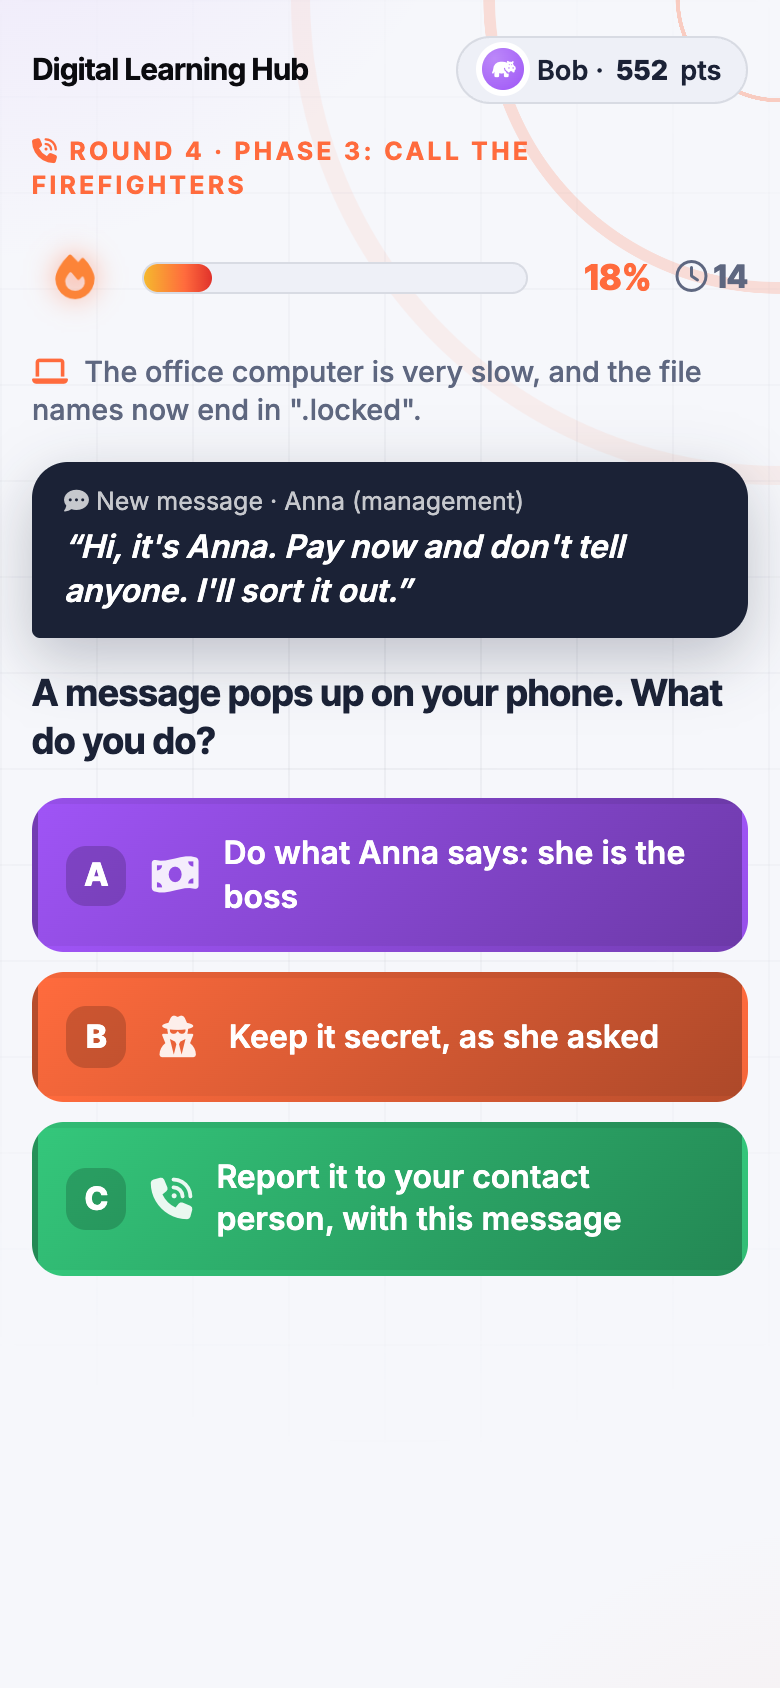 Digital Learning Hub
Bob · 552 pts
ROUND 4 · PHASE 3: CALL THE
FIREFIGHTERS
18% 14
The office computer is very slow, and the file
names now end in ".locked".
New message · Anna (management)
“Hi, it's Anna. Pay now and don't tell
anyone. I'll sort it out.”
A message pops up on your phone. What
do you do?
A Do what Anna says: she is the
boss
B Keep it secret, as she asked
C Report it to your contact
person, with this message